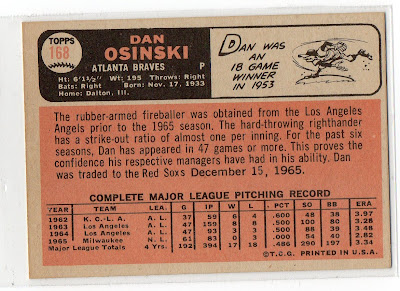 TOPPS
168
DAN
OSINSKI
ATLANTA BRAVES P
Ht: 6'1½" Wt: 195 Throws: Right
Bats: Right Born: Nov. 17, 1933
Home: Dalton, Ill.
DAN WAS
AN
18 GAME
WINNER
IN
1953
The rubber-armed fireballer was obtained from the Los Angeles
Angels prior to the 1965 season. The hard-throwing righthander
has a strike-out ratio of almost one per inning. For the past six
seasons, Dan has appeared in 47 games or more. This proves the
confidence his respective managers have had in his ability. Dan
was traded to the Red Soxs December 15, 1965.
COMPLETE MAJOR LEAGUE PITCHING RECORD
YEAR TEAM LEA. G IP W L PCT. SO BB ERA
1962 K. C.-L. A. A. L. 37 59 6 4 .600 48 38 3.97
1963 Los Angeles A. L. 47 159 8 8 .500 100 80 3.28
1964 Los Angeles A. L. 47 93 3 3 .500 88 39 3.48
1965 Milwaukee N. L. 61 83 0 3 .000 54 40 2.82
Major League Totals 4 Yrs. 192 394 17 18 .486 290 197 3.34
©T.C.G. PRINTED IN U.S.A.